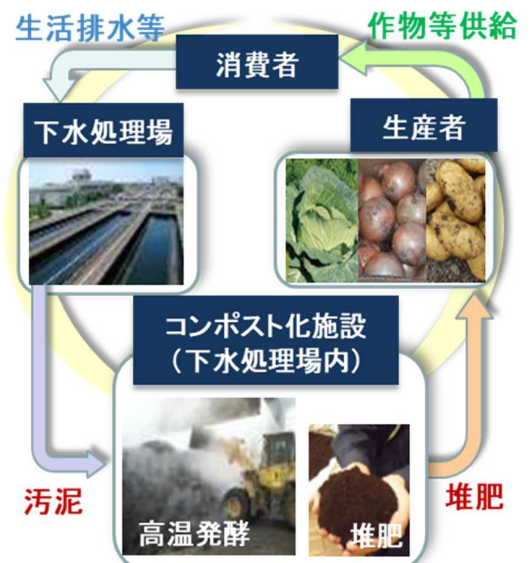 生活排水等
作物等供給
消費者
下水処理場
生産者
コンポスト化施設
（下水処理場内）
汚泥
高温発酵
堆肥
堆肥